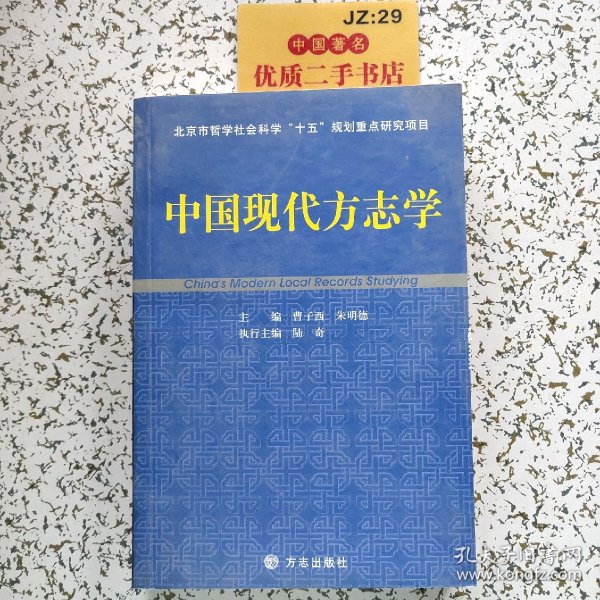 JZ:29
中国著名
优质二手书店
北京市哲学社会科学“十五”规划重点研究项目
中国现代方志学
China's Modern Local Records Studying
主 编 曹子西 朱明德
执行主编 陆 奇
方志出版社
孔夫子旧书网
www.kongfz.com